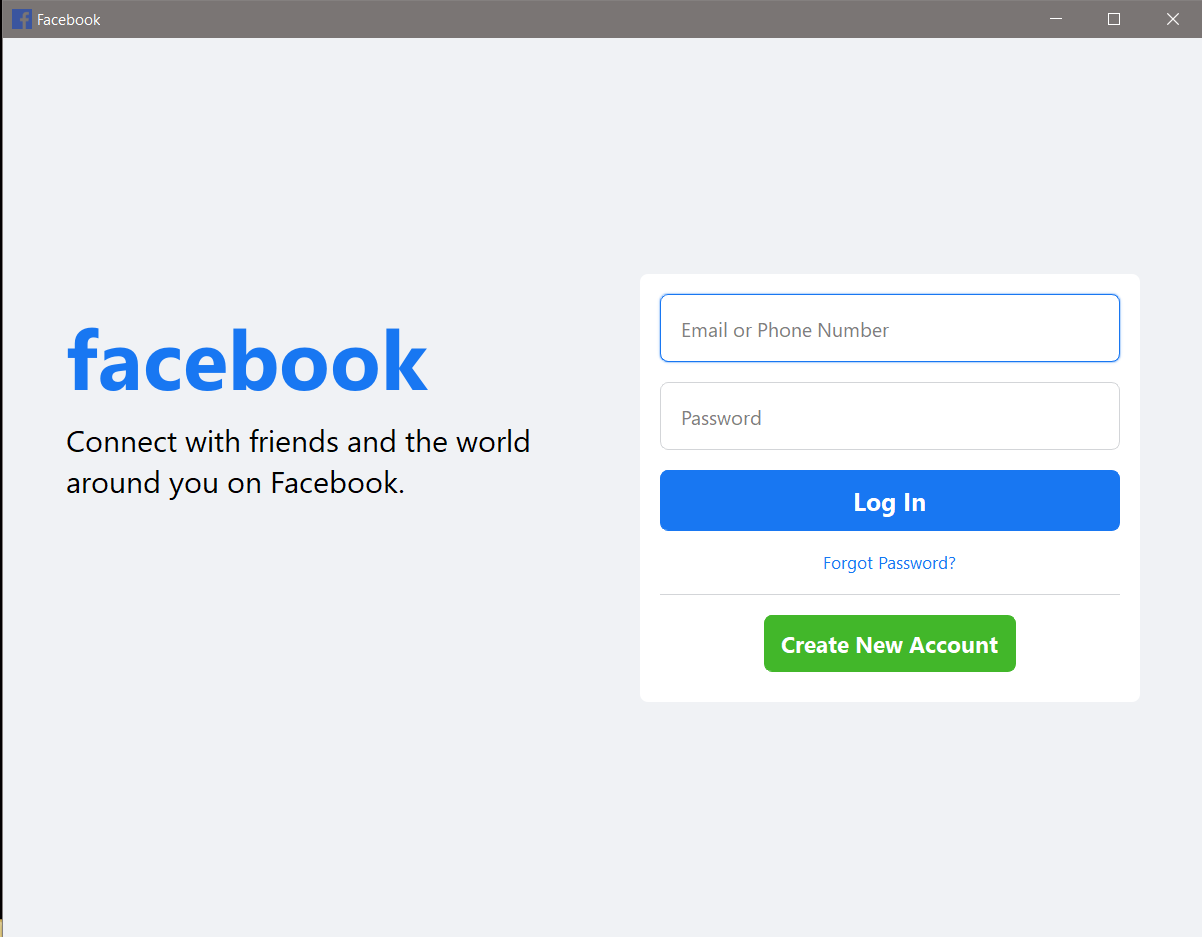 Facebook
facebook
Connect with friends and the world
around you on Facebook.
Email or Phone Number
Password
Log In
Forgot Password?
Create New Account